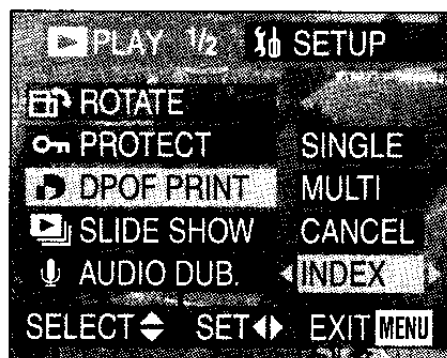 PLAY 1/2 SETUP
ROTATE
PROTECT SINGLE
DPOF PRINT MULTI
SLIDE SHOW CANCEL
AUDIO DUB. INDEX
SELECT SET EXIT MENU